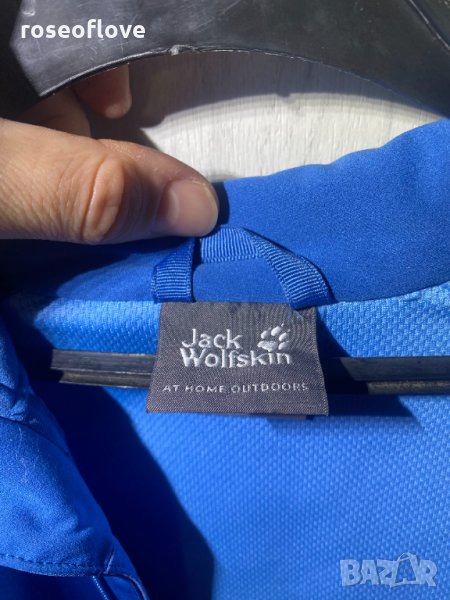 roseoflove
Jack
Wolfskin
AT HOME OUTDOORS
BAZAR